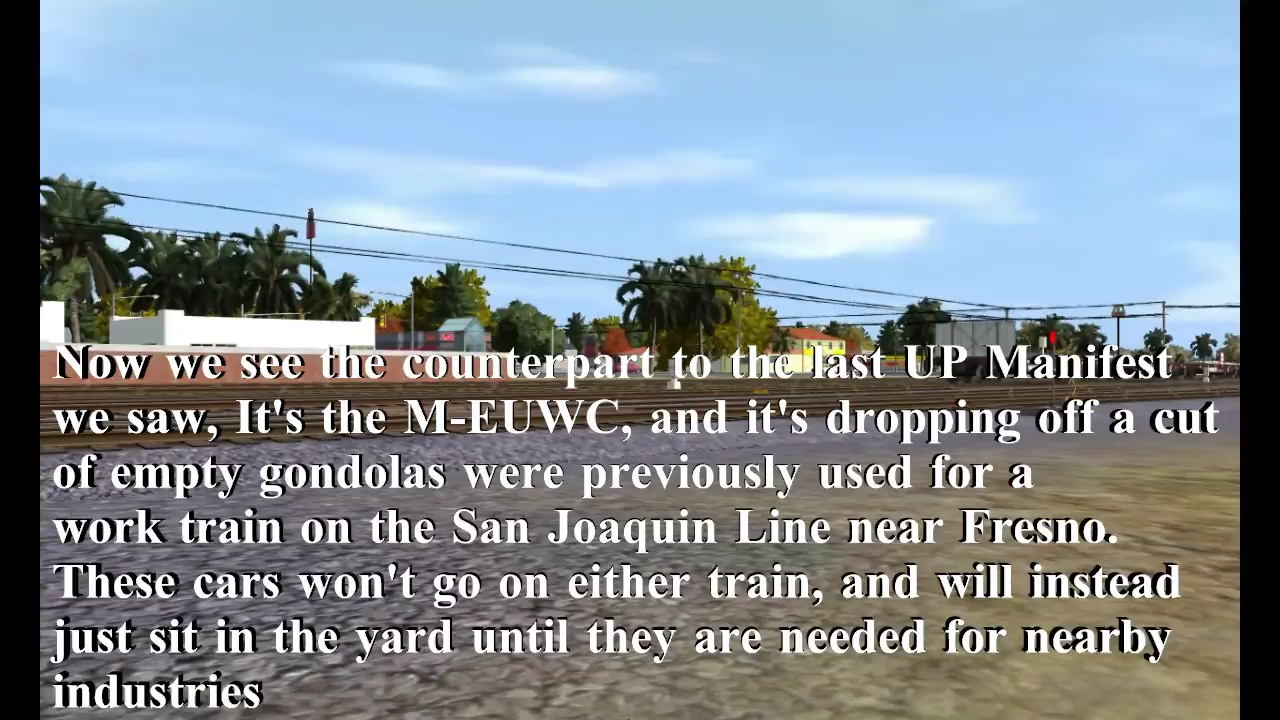 Now we see the counterpart to the last UP Manifest
we saw, It's the M-EUWC, and it's dropping off a cut
of empty gondolas were previously used for a
work train on the San Joaquin Line near Fresno.
These cars won't go on either train, and will instead
just sit in the yard until they are needed for nearby
industries